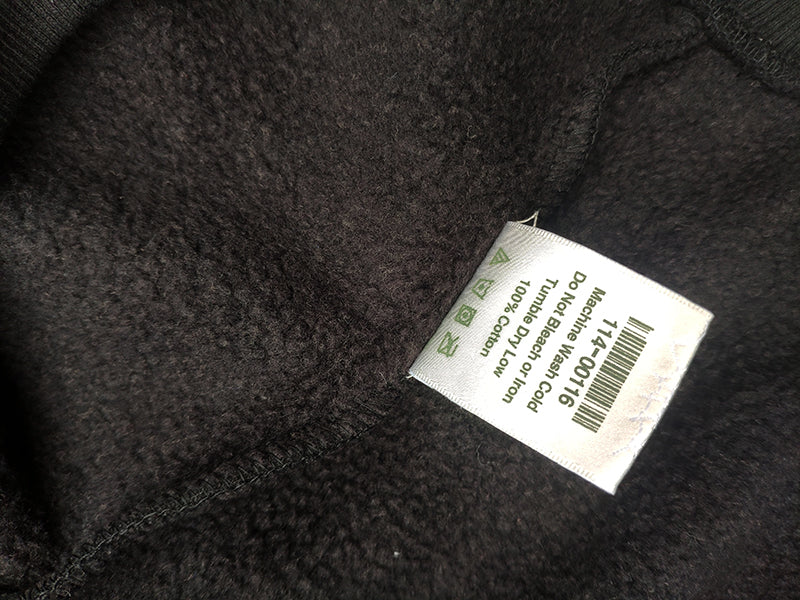 114-00116
Machine Wash Cold
Do Not Bleach or Iron
Tumble Dry Low
100% Cotton